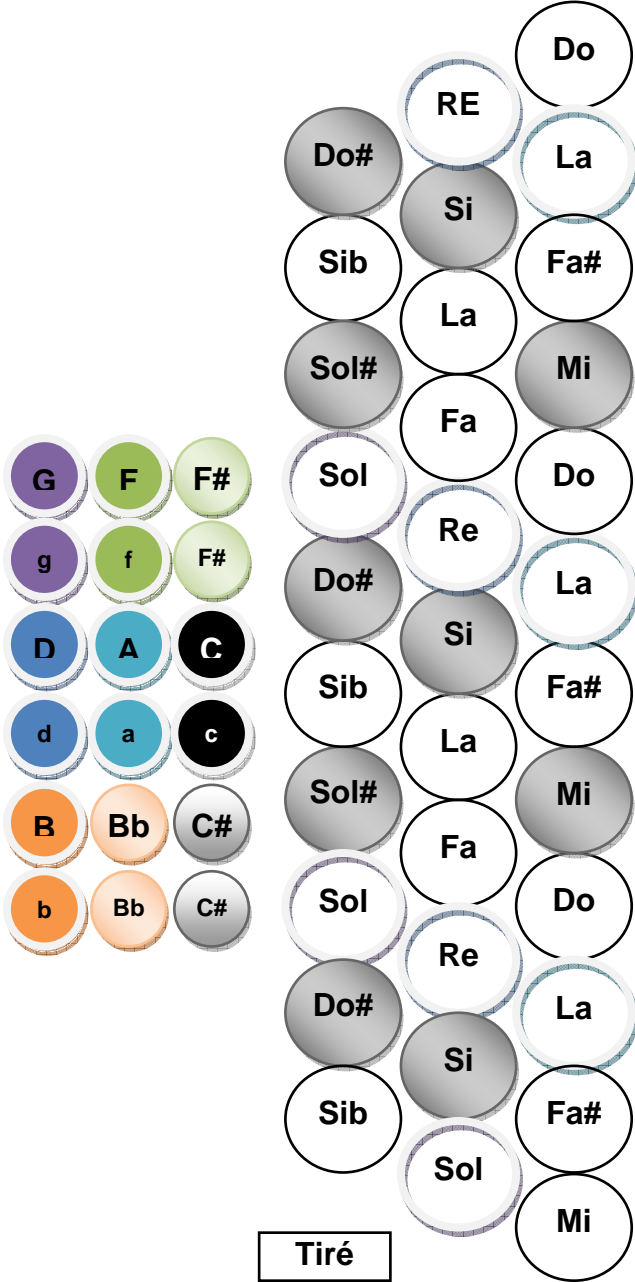 G F F#
g f F#
D A C
d a c
B Bb C#
b Bb C#
Do#
Sib
Sol#
Sol
Do#
Sib
Sol#
Sol
Do#
Sib
RE
Si
La
Fa
Re
Si
La
Fa
Re
Si
Sol
Do
La
Fa#
Mi
Do
La
Fa#
Mi
Do
La
Fa#
Mi
Tiré